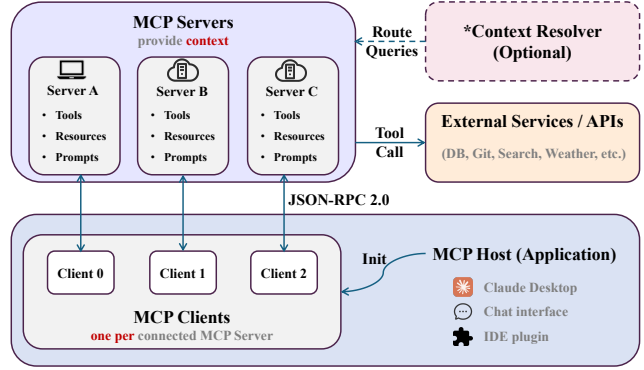 MCP Servers
provide context
Server A
• Tools
• Resources
• Prompts
Server B
• Tools
• Resources
• Prompts
Server C
• Tools
• Resources
• Prompts
Route
Queries
*Context Resolver
(Optional)
Tool
Call
External Services / APIs
(DB, Git, Search, Weather, etc.)
JSON-RPC 2.0
Client 0
Client 1
Client 2
MCP Clients
one per connected MCP Server
Init
MCP Host (Application)
Claude Desktop
Chat interface
IDE plugin